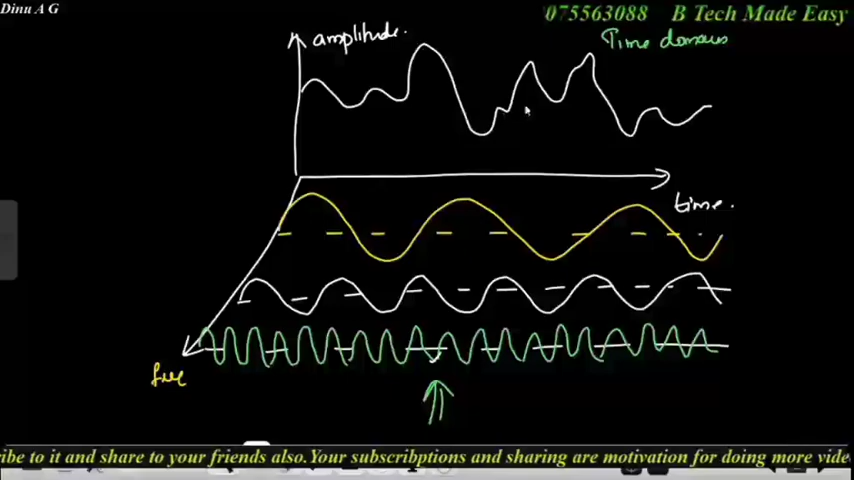 Dinu A G
075563088 B Tech Made Easy
amplitude.
Time domain
time.
fre
ibe to it and share to your friends also.Your subscribptions and sharing are motivation for doing more vide